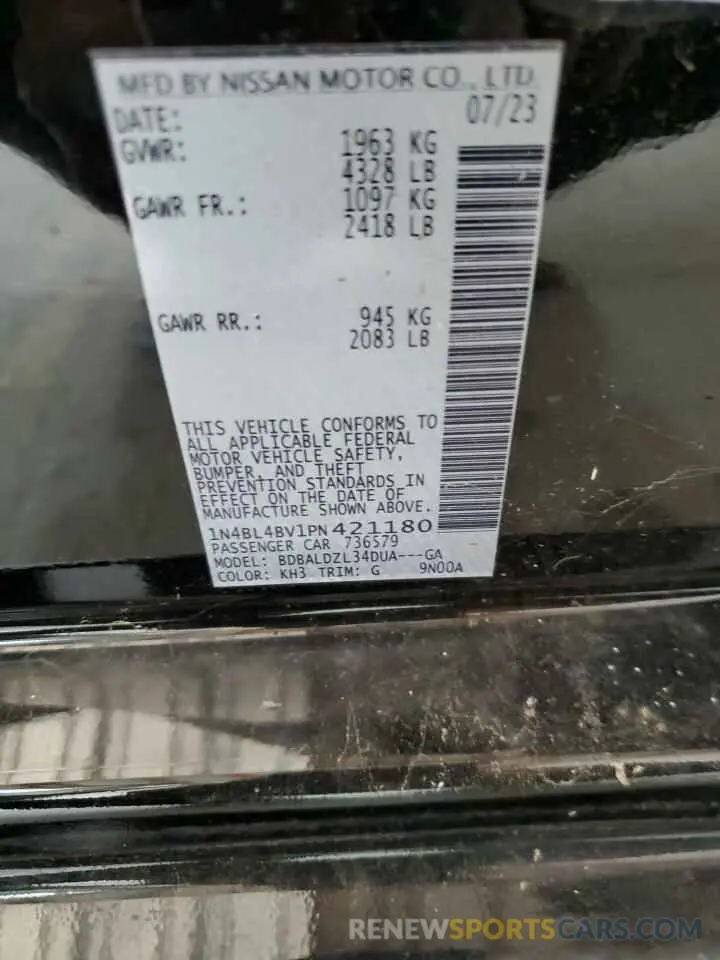 MFD BY NISSAN MOTOR CO., LTD.
DATE: 07/23
GVWR: 1963 KG
4328 LB
GAWR FR.: 1097 KG
2418 LB
GAWR RR.: 945 KG
2083 LB
THIS VEHICLE CONFORMS TO
ALL APPLICABLE FEDERAL
MOTOR VEHICLE SAFETY,
BUMPER, AND THEFT
PREVENTION STANDARDS IN
EFFECT ON THE DATE OF
MANUFACTURE SHOWN ABOVE.
1N4BL4BV1PN421180
PASSENGER CAR 736579
MODEL: BDBALDZL34DUA---GA
COLOR: KH3 TRIM: G 9N00A
RENEWSPORTSCARS.COM